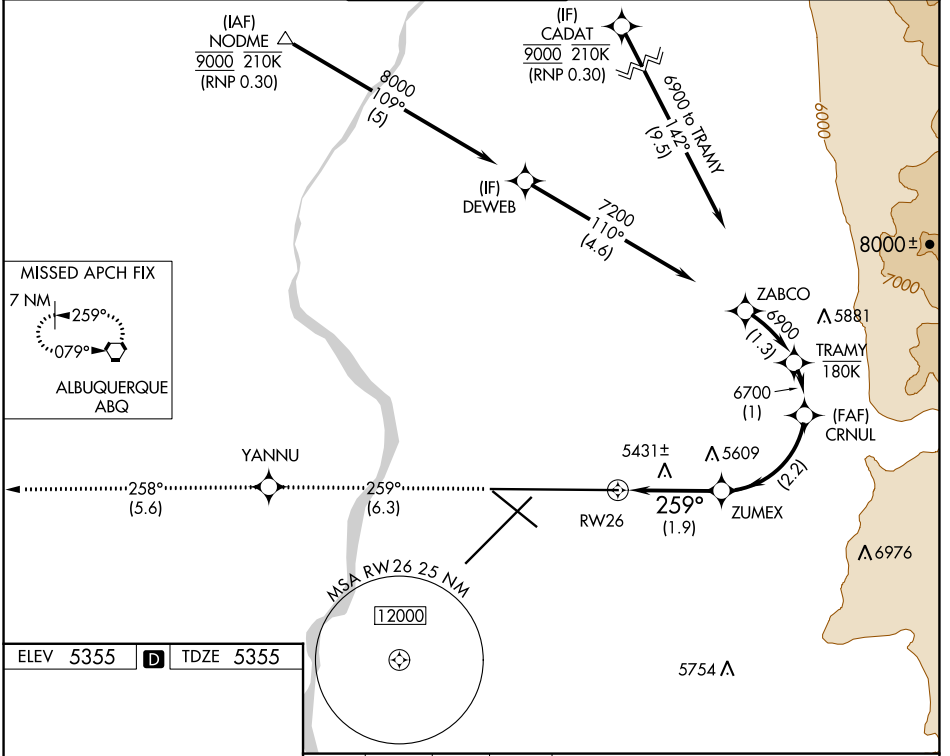 (IAF)
NODME
9000 210K
(RNP 0.30)
(IF)
CADAT
9000 210K
(RNP 0.30)
8000
109°
(5)
6900 to TRAMY
142°
(9.5)
6000
(IF)
DEWEB
7200
110°
(4.6)
8000±
7000
MISSED APCH FIX
7 NM
259°
079°
ALBUQUERQUE
ABQ
ZABCO
6900
(1.3)
5881
TRAMY
180K
6700
(1)
(FAF)
CRNUL
YANNU
5431±
5609
(2.2)
258°
(5.6)
259°
(6.3)
RW26
259°
(1.9)
ZUMEX
6976
MSA RW26 25 NM
12000
ELEV 5355 D TDZE 5355
5754